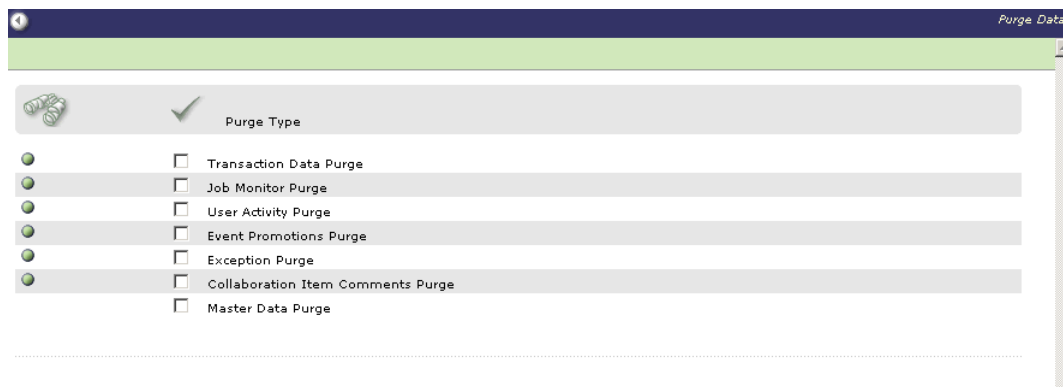 Purge Data
Purge Type
Transaction Data Purge
Job Monitor Purge
User Activity Purge
Event Promotions Purge
Exception Purge
Collaboration Item Comments Purge
Master Data Purge